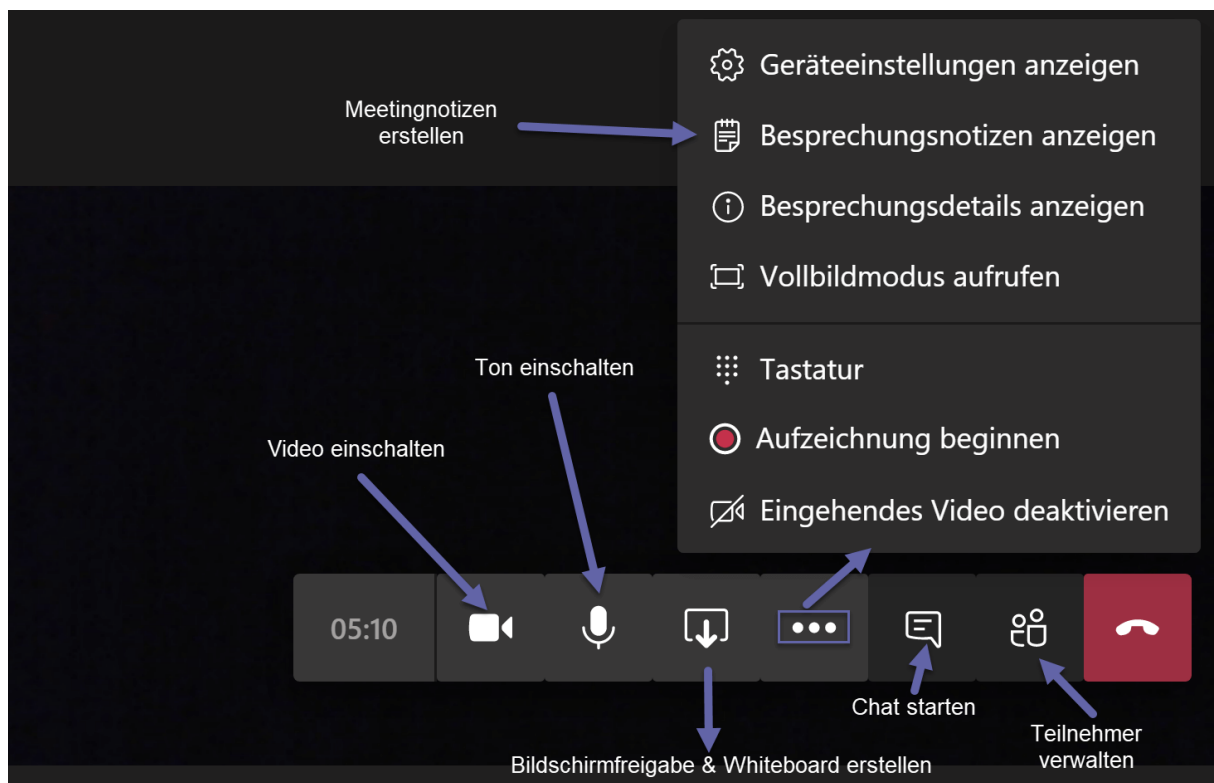 Geräteeinstellungen anzeigen
Meetingnotizen
erstellen
Besprechungsnotizen anzeigen
Besprechungsdetails anzeigen
Vollbildmodus aufrufen
Ton einschalten
Tastatur
Video einschalten
Aufzeichnung beginnen
Eingehendes Video deaktivieren
05:10
Chat starten
Teilnehmer
verwalten
Bildschirmfreigabe & Whiteboard erstellen